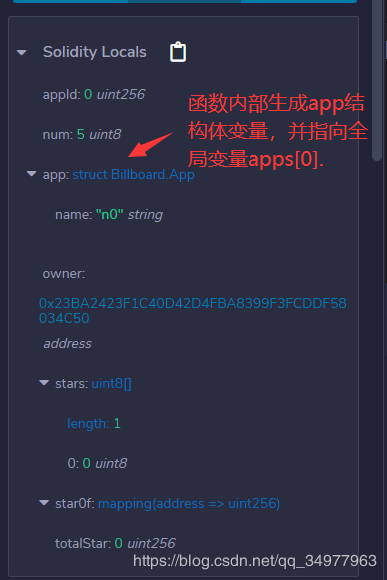 Solidity Locals
appId: 0 uint256
函数内部生成app结
构体变量，并指向全
局变量apps[0].
num: 5 uint8
app: struct Billboard.App
name: "n0" string
owner:
0x23BA2423F1C40D42D4FBA8399F3FCDDF58
034C50
address
stars: uint8[]
length: 1
0: 0 uint8
starOf: mapping(address => uint256)
totalStar: 0 uint256
https://blog.csdn.net/qq_34977963